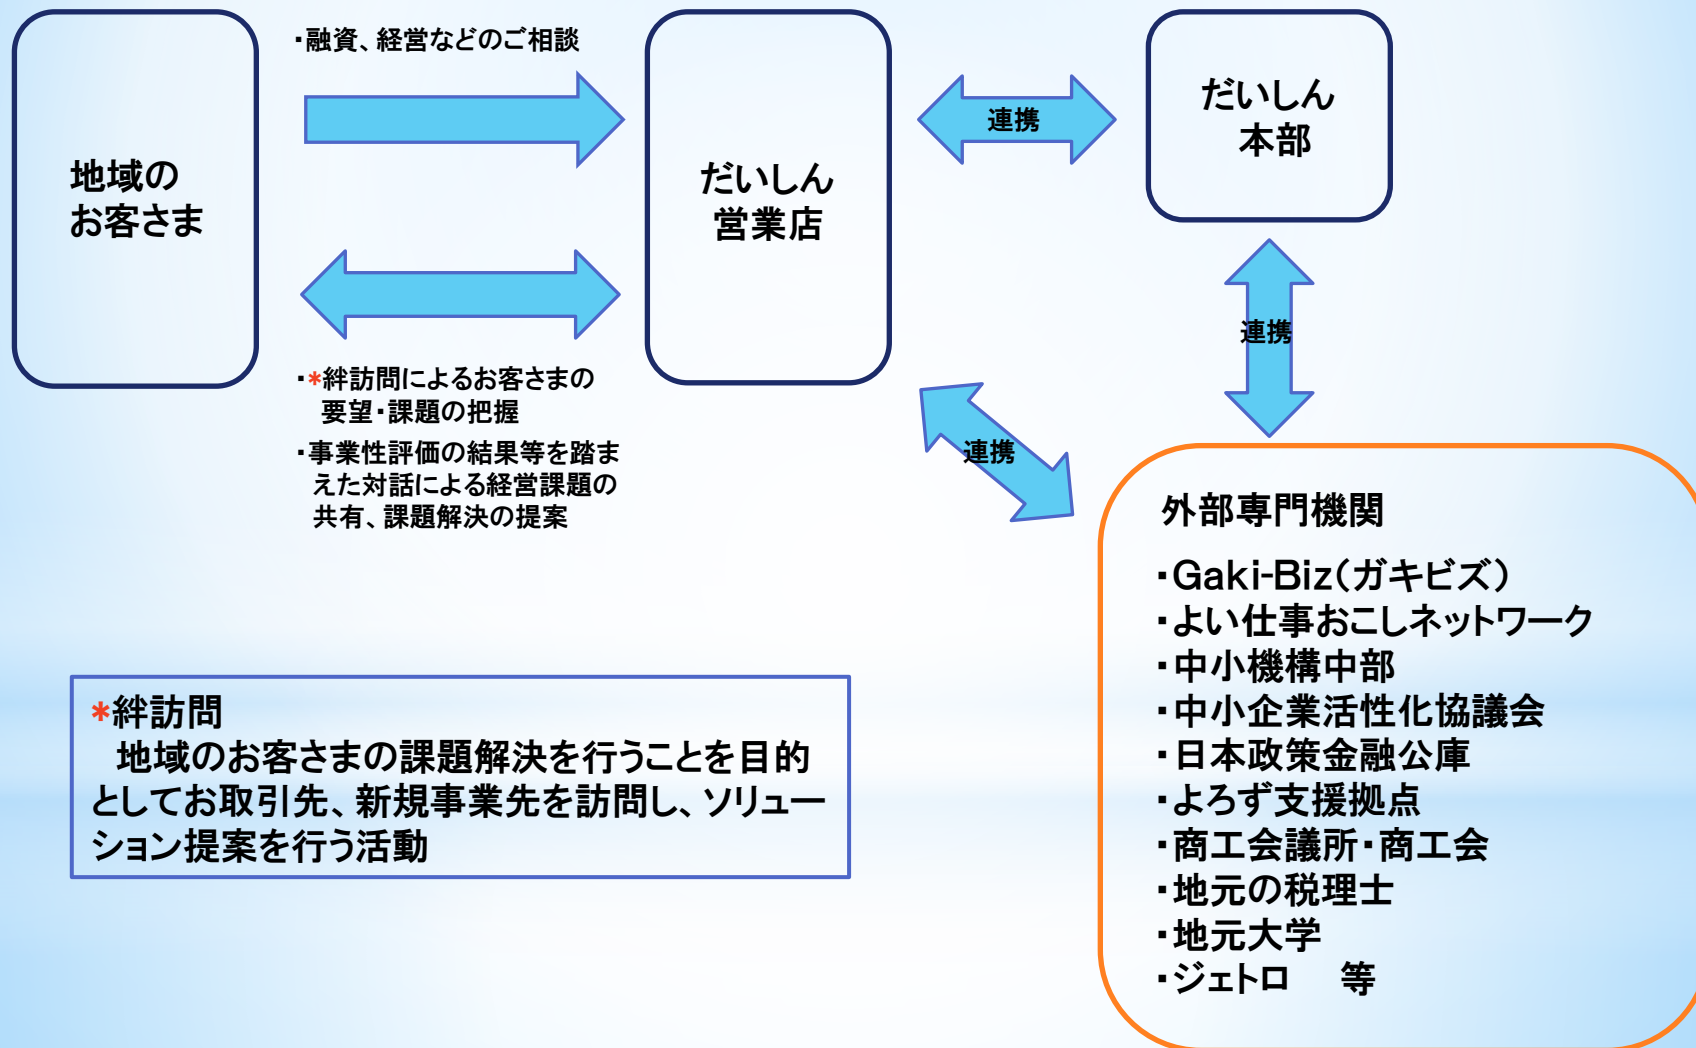 ・融資、経営などのご相談
地域の
お客さま
だいしん
営業店
連携
だいしん
本部
連携
・*絆訪問によるお客さまの
要望・課題の把握
・事業性評価の結果等を踏ま
えた対話による経営課題の
共有、課題解決の提案
連携
外部専門機関
・Gaki-Biz(ガキビズ)
・よい仕事おこしネットワーク
・中小機構中部
・中小企業活性化協議会
・日本政策金融公庫
・よろず支援拠点
・商工会議所・商工会
・地元の税理士
・地元大学
・ジェトロ　等
*絆訪問
地域のお客さまの課題解決を行うことを目的
としてお取引先、新規事業先を訪問し、ソリュー
ション提案を行う活動